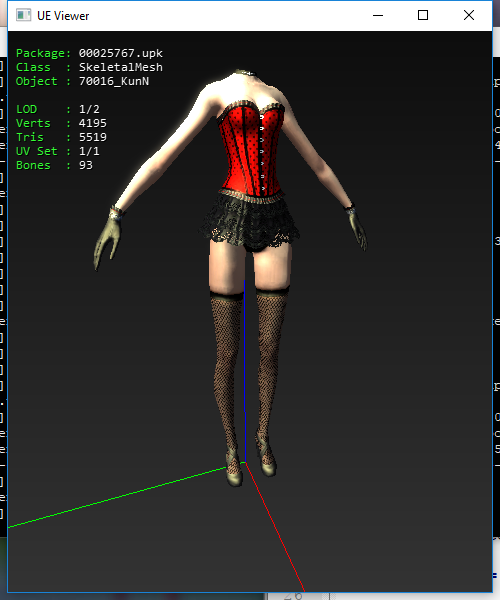 UE Viewer
Package: 00025767.upk
Class : SkeletalMesh
Object : 70016_KunN
LOD : 1/2
Verts : 4195
Tris : 5519
UV Set : 1/1
Bones : 93